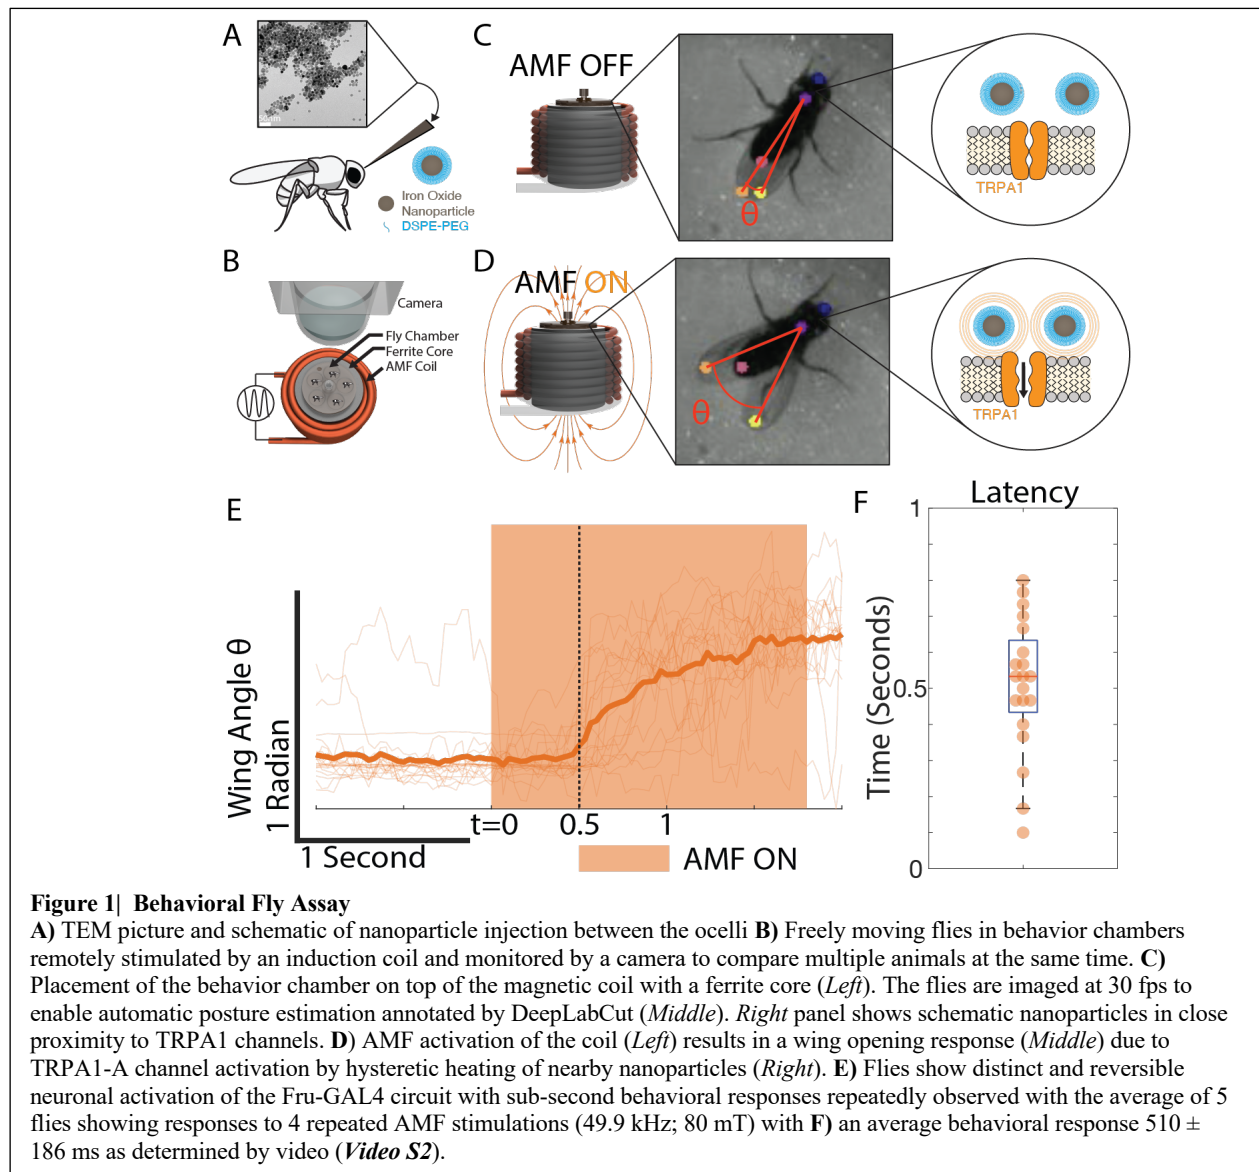 A
50nm
Iron Oxide
Nanoparticle
DSPE-PEG
B
Camera
Fly Chamber
Ferrite Core
AMF Coil
C
AMF OFF
θ
TRPA1
D
AMF ON
θ
TRPA1
E
Wing Angle θ
1 Radian
1 Second
t=0
0.5
1
AMF ON
F
Latency
Time (Seconds)
1
0.5
0
Figure 1| Behavioral Fly Assay
A) TEM picture and schematic of nanoparticle injection between the ocelli B) Freely moving flies in behavior chambers
remotely stimulated by an induction coil and monitored by a camera to compare multiple animals at the same time. C)
Placement of the behavior chamber on top of the magnetic coil with a ferrite core (Left). The flies are imaged at 30 fps to
enable automatic posture estimation annotated by DeepLabCut (Middle). Right panel shows schematic nanoparticles in close
proximity to TRPA1 channels. D) AMF activation of the coil (Left) results in a wing opening response (Middle) due to
TRPA1-A channel activation by hysteretic heating of nearby nanoparticles (Right). E) Flies show distinct and reversible
neuronal activation of the Fru-GAL4 circuit with sub-second behavioral responses repeatedly observed with the average of 5
flies showing responses to 4 repeated AMF stimulations (49.9 kHz; 80 mT) with F) an average behavioral response 510 ±
186 ms as determined by video (Video S2).